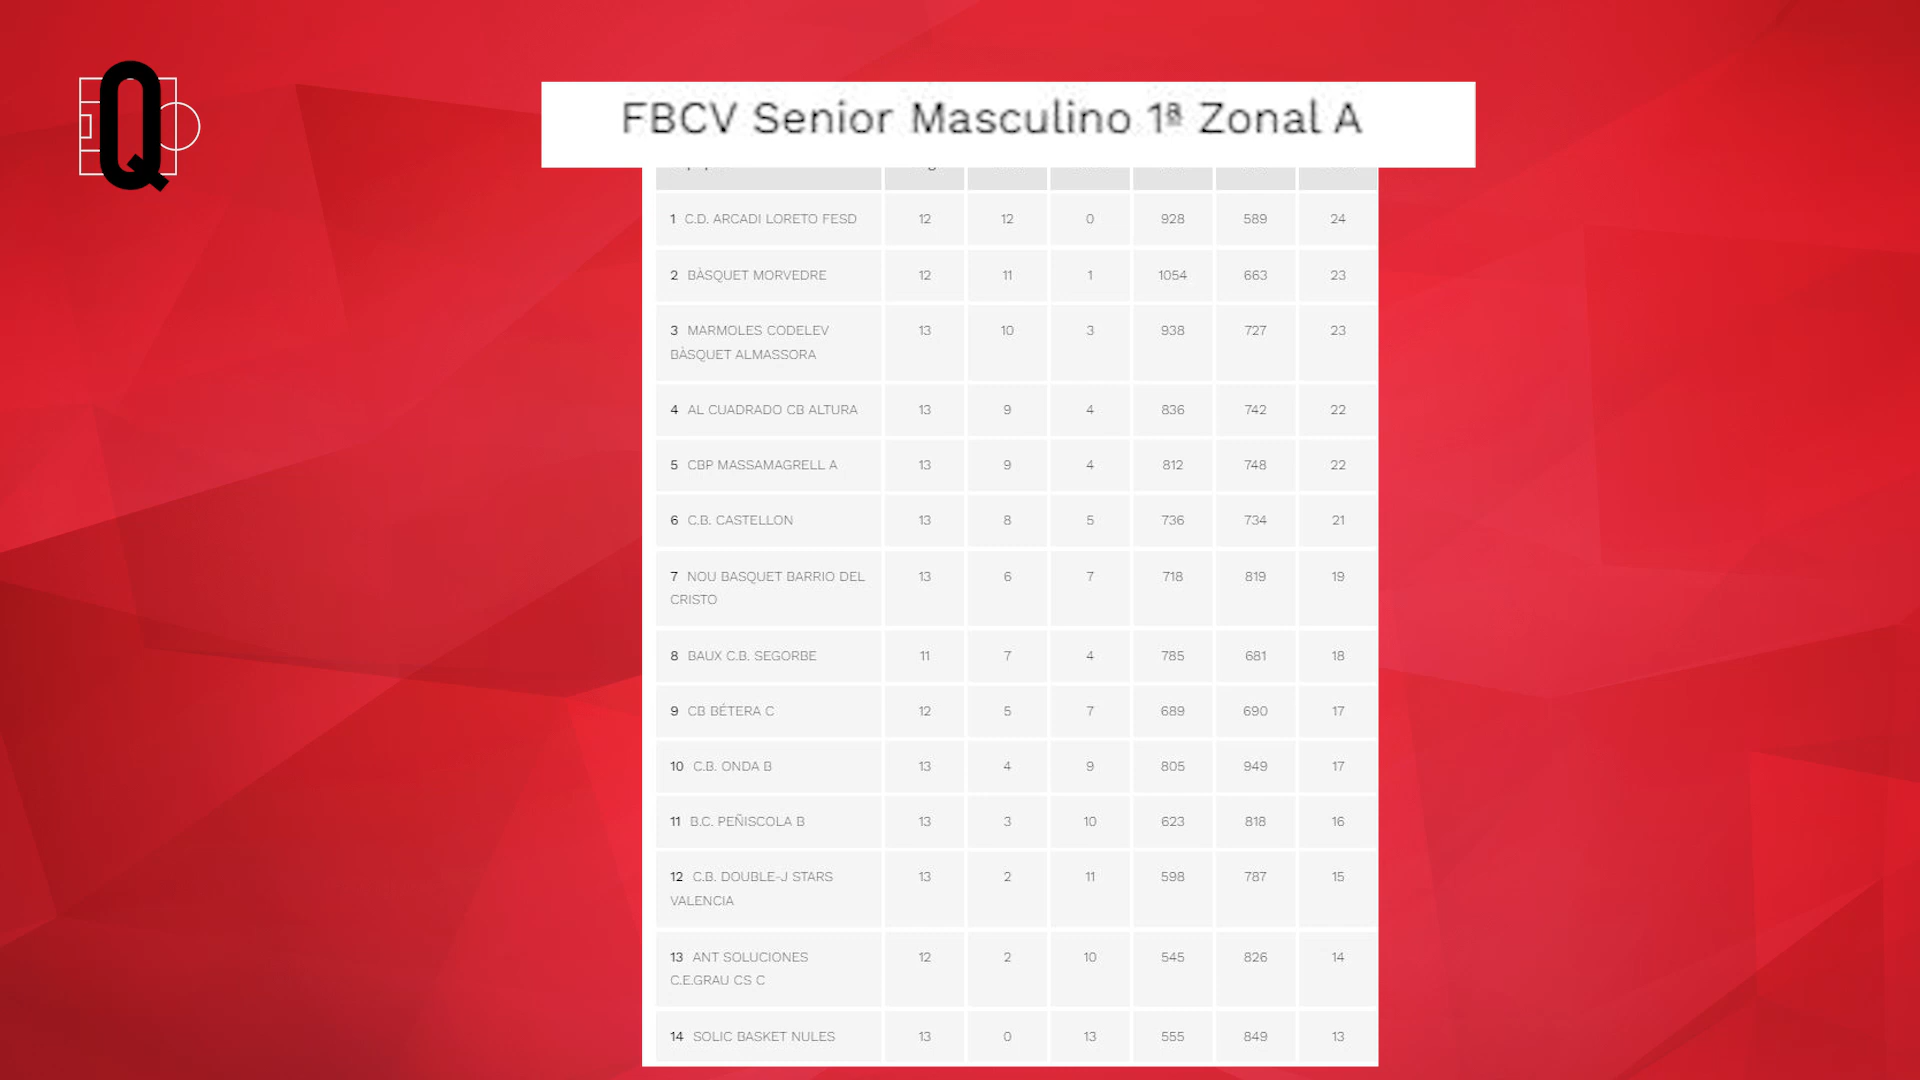 Q
FBCV Senior Masculino 1ª Zonal A
1 C.D. ARCADI LORETO FESD 12 12 0 928 589 24
2 BÀSQUET MORVEDRE 12 11 1 1054 663 23
3 MARMOLES CODELEV 13 10 3 938 727 23
BÀSQUET ALMASSORA
4 AL CUADRADO CB ALTURA 13 9 4 836 742 22
5 CBP MASSAMAGRELL A 13 9 4 812 748 22
6 C.B. CASTELLON 13 8 5 736 734 21
7 NOU BASQUET BARRIO DEL 13 6 7 718 819 19
CRISTO
8 BAUX C.B. SEGORBE 11 7 4 785 681 18
9 CB BÉTERA C 12 5 7 689 690 17
10 C.B. ONDA B 13 4 9 805 949 17
11 B.C. PEÑISCOLA B 13 3 10 623 818 16
12 C.B. DOUBLE-J STARS 13 2 11 598 787 15
VALENCIA
13 ANT SOLUCIONES 12 2 10 545 826 14
C.E.GRAU CS C
14 SOLIC BASKET NULES 13 0 13 555 849 13